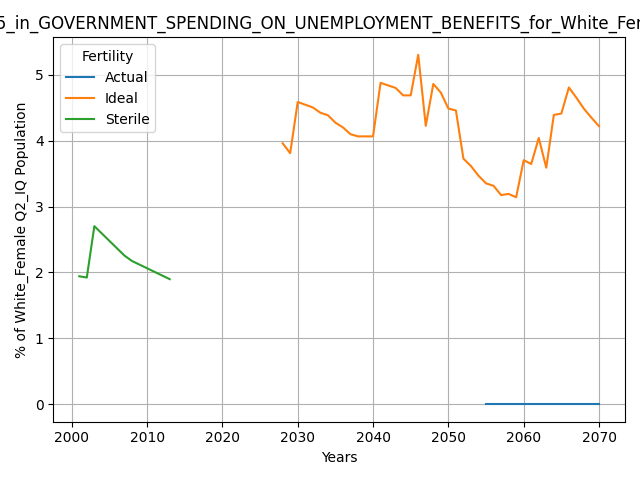 5_in_GOVERNMENT_SPENDING_ON_UNEMPLOYMENT_BENEFITS_for_White_Fe
Fertility
Actual
Ideal
Sterile
% of White_Female Q2_IQ Population
5
4
3
2
1
0
2000 2010 2020 2030 2040 2050 2060 2070
Years